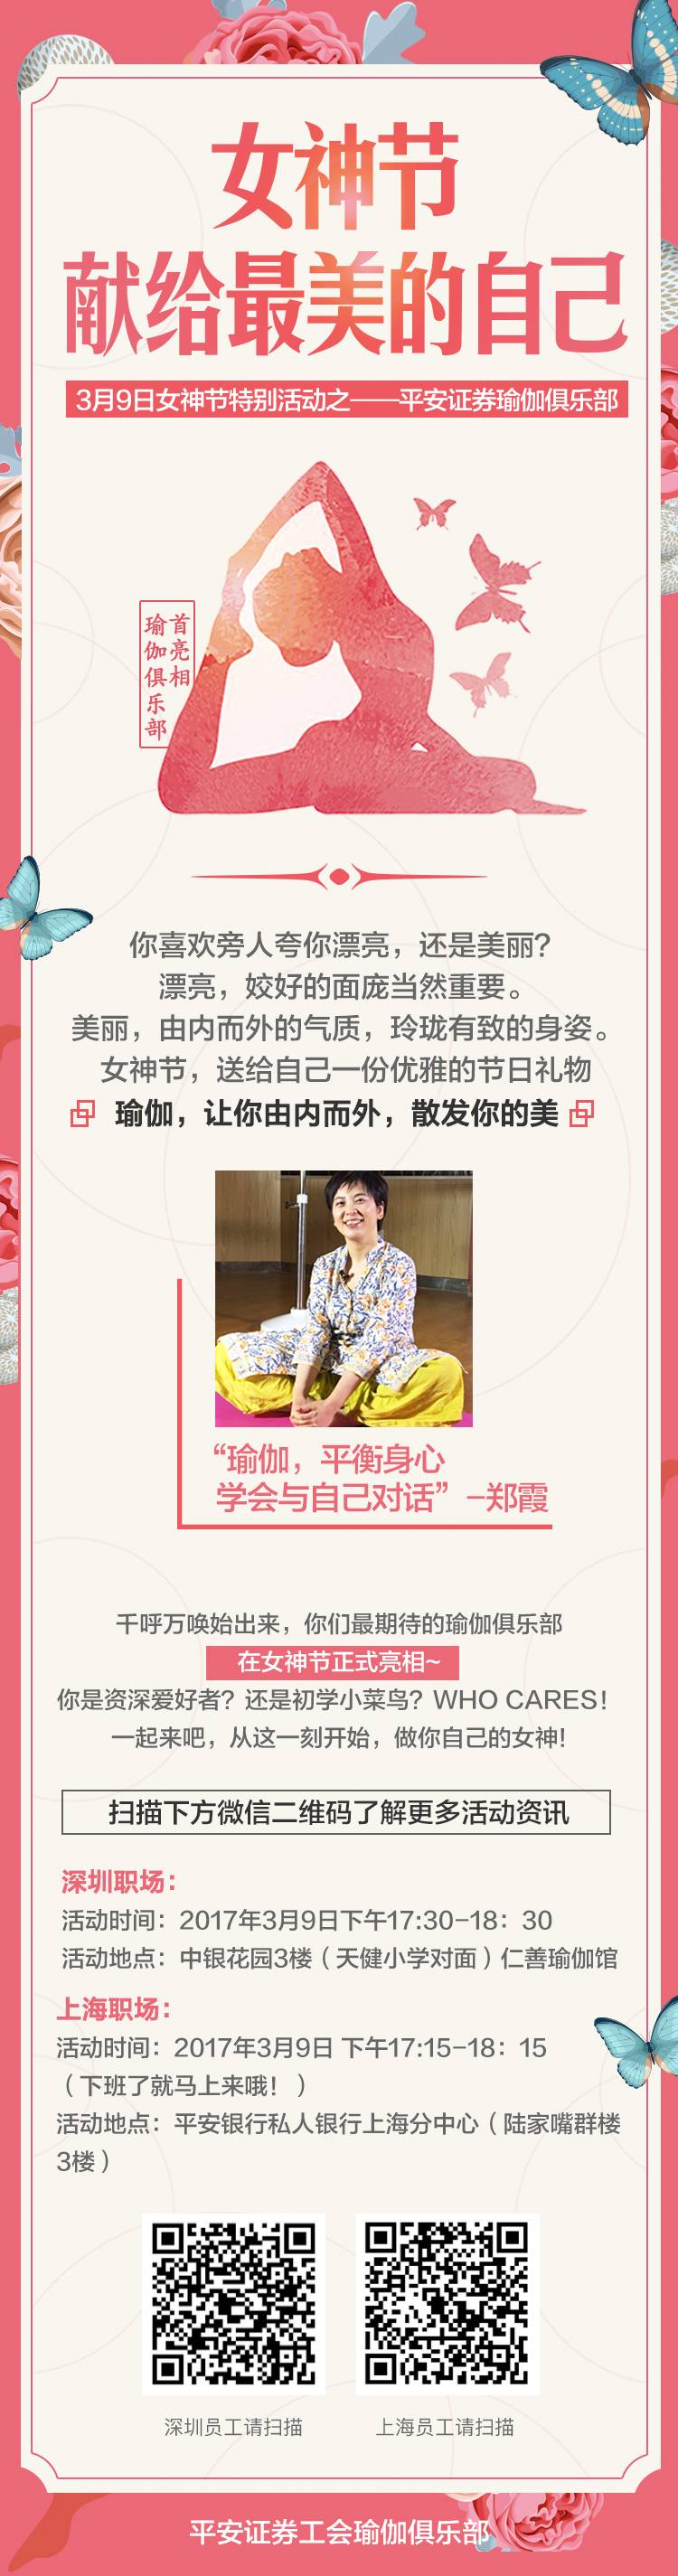 女神节
献给最美的自己
3月9日女神节特别活动之——平安证券瑜伽俱乐部
首亮相
瑜伽俱乐部
你喜欢旁人夸你漂亮，还是美丽？
漂亮，姣好的面庞当然重要。
美丽，由内而外的气质，玲珑有致的身姿。
女神节，送给自己一份优雅的节日礼物
瑜伽，让你由内而外，散发你的美
“瑜伽，平衡身心
学会与自己对话”-郑霞
千呼万唤始出来，你们最期待的瑜伽俱乐部
在女神节正式亮相~
你是资深爱好者？还是初学小菜鸟？WHO CARES！
一起来吧，从这一刻开始，做你自己的女神！
扫描下方微信二维码了解更多活动资讯
深圳职场：
活动时间：2017年3月9日下午17:30-18：30
活动地点：中银花园3楼（天健小学对面）仁善瑜伽馆
上海职场：
活动时间：2017年3月9日 下午17:15-18：15
（下班了就马上来哦！）
活动地点：平安银行私人银行上海分中心（陆家嘴群楼
3楼）
深圳员工请扫描
上海员工请扫描
平安证券工会瑜伽俱乐部